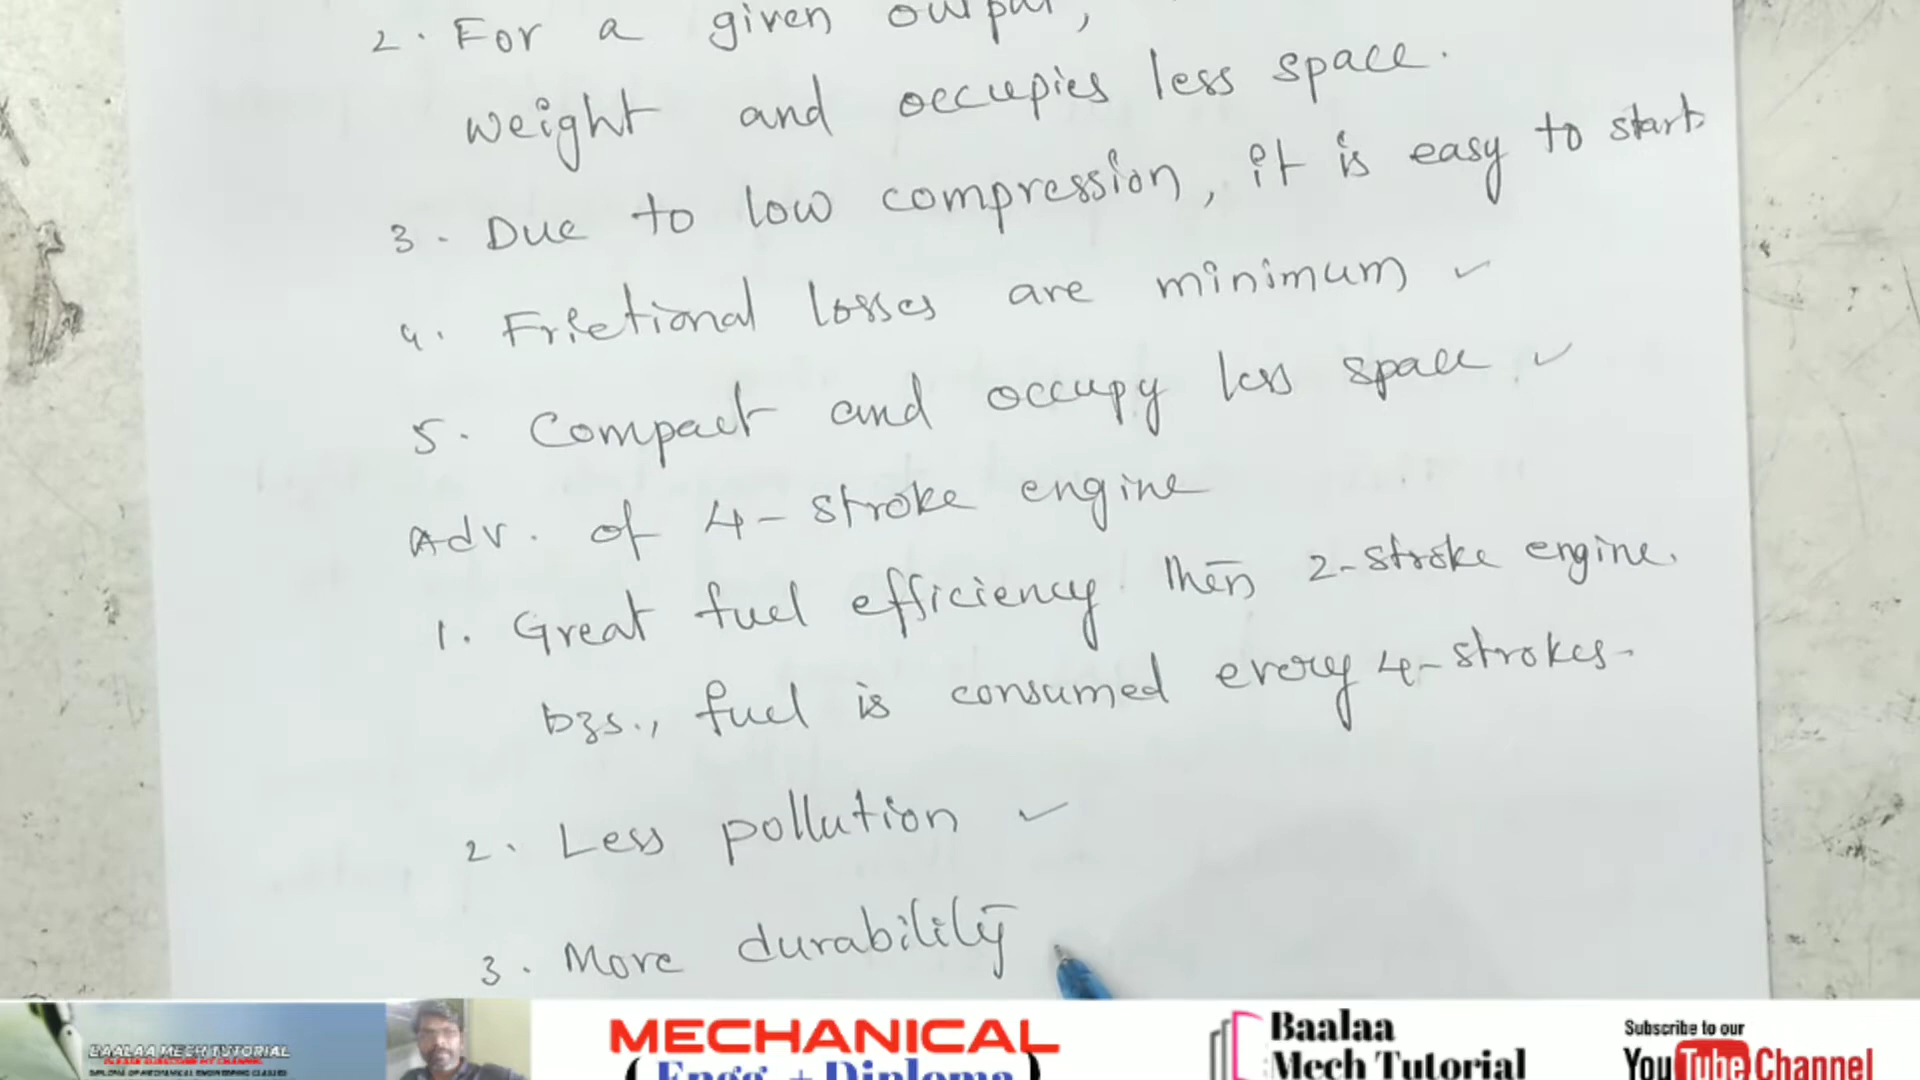 2. For a given output,
weight and occupies less space.
3. Due to low compression, it is easy to start.
4. Frictional losses are minimum ✓
5. Compact and occupy less space ✓
Adv. of 4-stroke engine
1. Great fuel efficiency then 2-stroke engine.
bzs., fuel is consumed every 4-strokes.
2. Less pollution ✓
3. More durability
BAALAA MECH TUTORIAL
MECHANICAL
(Engg. + Diploma)
Baalaa
Mech Tutorial
Subscribe to our
YouTube Channel